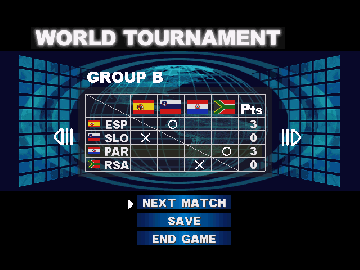 WORLD TOURNAMENT
GROUP B
Pts
ESP 3
SLO 0
PAR 3
RSA 0
NEXT MATCH
SAVE
END GAME